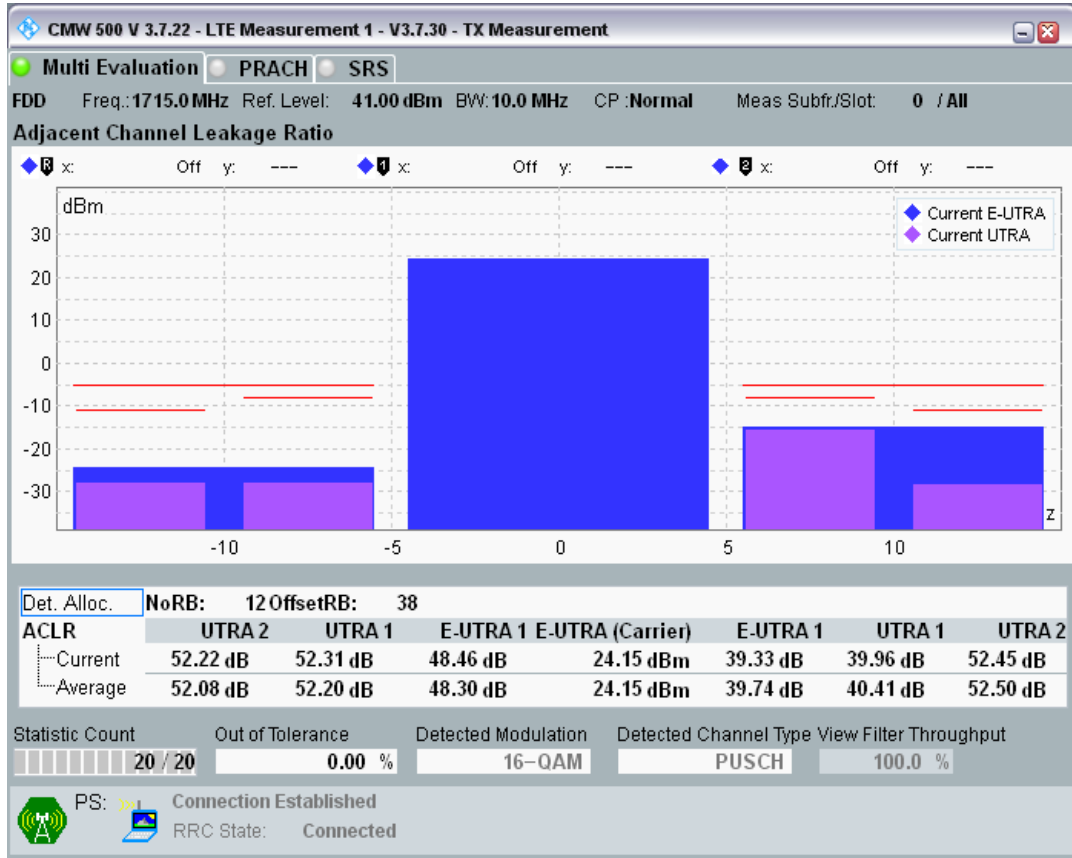 CMW 500 V 3.7.22 - LTE Measurement 1 - V3.7.30 - TX Measurement
Multi Evaluation PRACH SRS
FDD Freq.: 1715.0 MHz Ref. Level: 41.00 dBm BW: 10.0 MHz CP : Normal Meas Subfr./Slot: 0 / All
Adjacent Channel Leakage Ratio
R x: Off y: --- 1 x: Off y: --- 2 x: Off y: ---
dBm
Current E-UTRA
Current UTRA
30
20
10
0
-10
-20
-30
z
-10 -5 0 5 10
Det. Alloc. NoRB: 12 OffsetRB: 38
ACLR UTRA 2 UTRA 1 E-UTRA 1 E-UTRA (Carrier) E-UTRA 1 UTRA 1 UTRA 2
Current 52.22 dB 52.31 dB 48.46 dB 24.15 dBm 39.33 dB 39.96 dB 52.45 dB
Average 52.08 dB 52.20 dB 48.30 dB 24.15 dBm 39.74 dB 40.41 dB 52.50 dB
Statistic Count Out of Tolerance Detected Modulation Detected Channel Type View Filter Throughput
20 / 20 0.00 % 16-QAM PUSCH 100.0 %
PS: Connection Established
RRC State: Connected